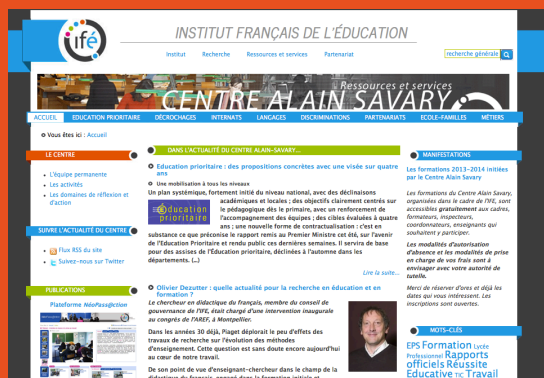 ifé
INSTITUT FRANÇAIS DE L'ÉDUCATION
Institut Recherche Ressources et services Partenariat
recherche générale
Ressources et services
CENTRE ALAIN SAVARY
ACCUEIL EDUCATION PRIORITAIRE DÉCROCHAGES INTERNATS LANGAGES DISCRIMINATIONS PARTENARIATS ECOLE-FAMILLES MÉTIERS
Vous êtes ici : Accueil
LE CENTRE
L'équipe permanente
Les activités
Les domaines de réflexion et
d'action
SUIVRE L'ACTUALITÉ DU CENTRE
Flux RSS du site
Suivez-nous sur Twitter
PUBLICATIONS
Plateforme NéoPass@ction
DANS L'ACTUALITÉ DU CENTRE ALAIN-SAVARY...
Education prioritaire : des propositions concrètes avec une visée sur quatre
ans
Une mobilisation à tous les niveaux
Un plan systémique, fortement initié du niveau national, avec des déclinaisons
académiques et locales ; des objectifs clairement centrés sur
le pédagogique dès le primaire, avec un renforcement de
l'accompagnement des équipes ; des cibles évaluées à quatre
ans ; une nouvelle forme de contractualisation : c'est en
éducation
prioritaire
substance ce que préconise le rapport remis au Premier Ministre cet été, sur "l'avenir
de l'Éducation Prioritaire et rendu public ces dernières semaines. Il servira de base
pour des assises de l'Éducation prioritaire, déclinées à l'automne dans les
départements. (...)
Lire la suite...
Olivier Dezutter : quelle actualité pour la recherche en éducation et en
formation ?
Le chercheur en didactique du français, membre du conseil de
gouvernance de l'IFE, était chargé d'une intervention inaugurale
au congrès de l'AREF, à Montpellier.
Dans les années 30 déjà, Piaget déplorait le peu d'effets des
travaux de recherche sur l'évolution des méthodes
d'enseignement. Cette question est sans doute encore aujourd'hui
au cœur de notre travail.
De son point de vue d'enseignant-chercheur dans le champ de la
MANIFESTATIONS
Les formations 2013-2014 initiées
par le Centre Alain Savary
Les formations du Centre Alain Savary,
organisées dans le cadre de l'IFE, sont
accessibles gratuitement aux cadres,
formateurs, inspecteurs,
coordonnateurs, enseignants qui
souhaitent y participer.
Les modalités d'autorisation
d'absence et les modalités de prise
en charge de vos frais sont à
envisager avec votre autorité de
tutelle.
Merci de réserver d'ores et déjà les
dates qui vous intéressent. Les
inscriptions sont ouvertes.
MOTS-CLÉS
EPS Formation Lycée
Professionnel Rapports
officiels Réussite
Educative TIC Travail